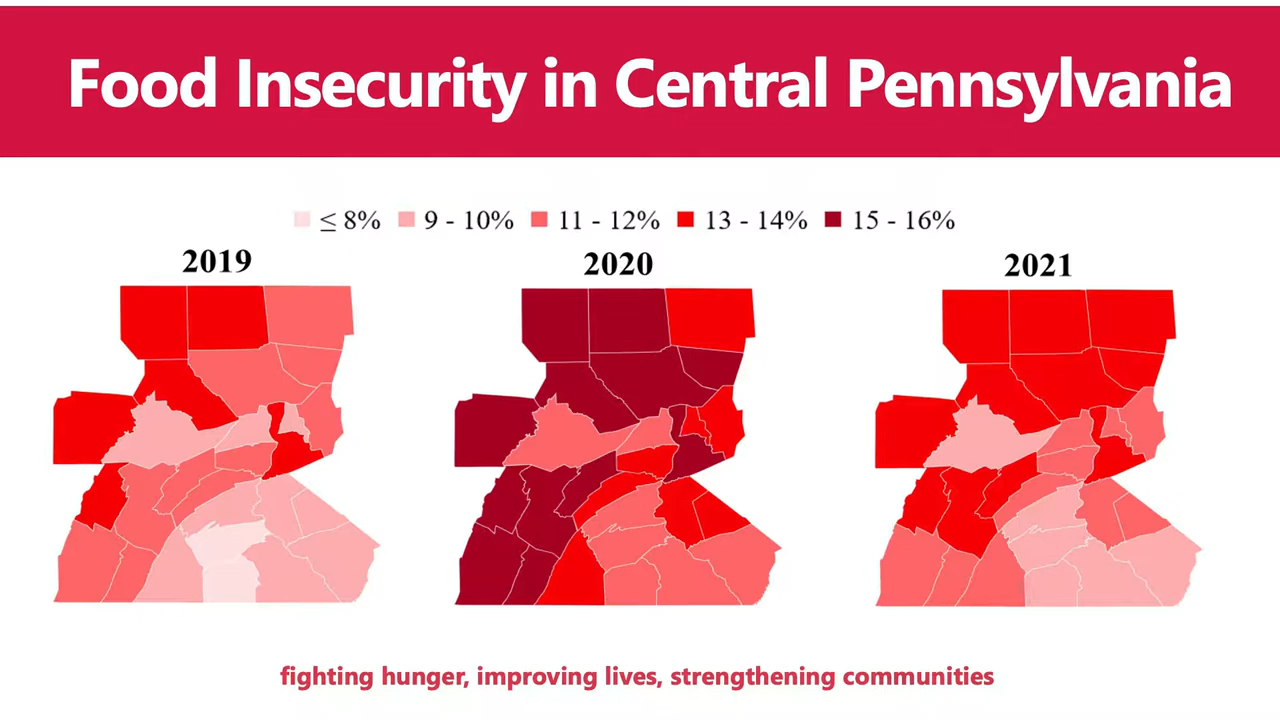 Food Insecurity in Central Pennsylvania
≤ 8% 9 - 10% 11 - 12% 13 - 14% 15 - 16%
2019 2020 2021
fighting hunger, improving lives, strengthening communities